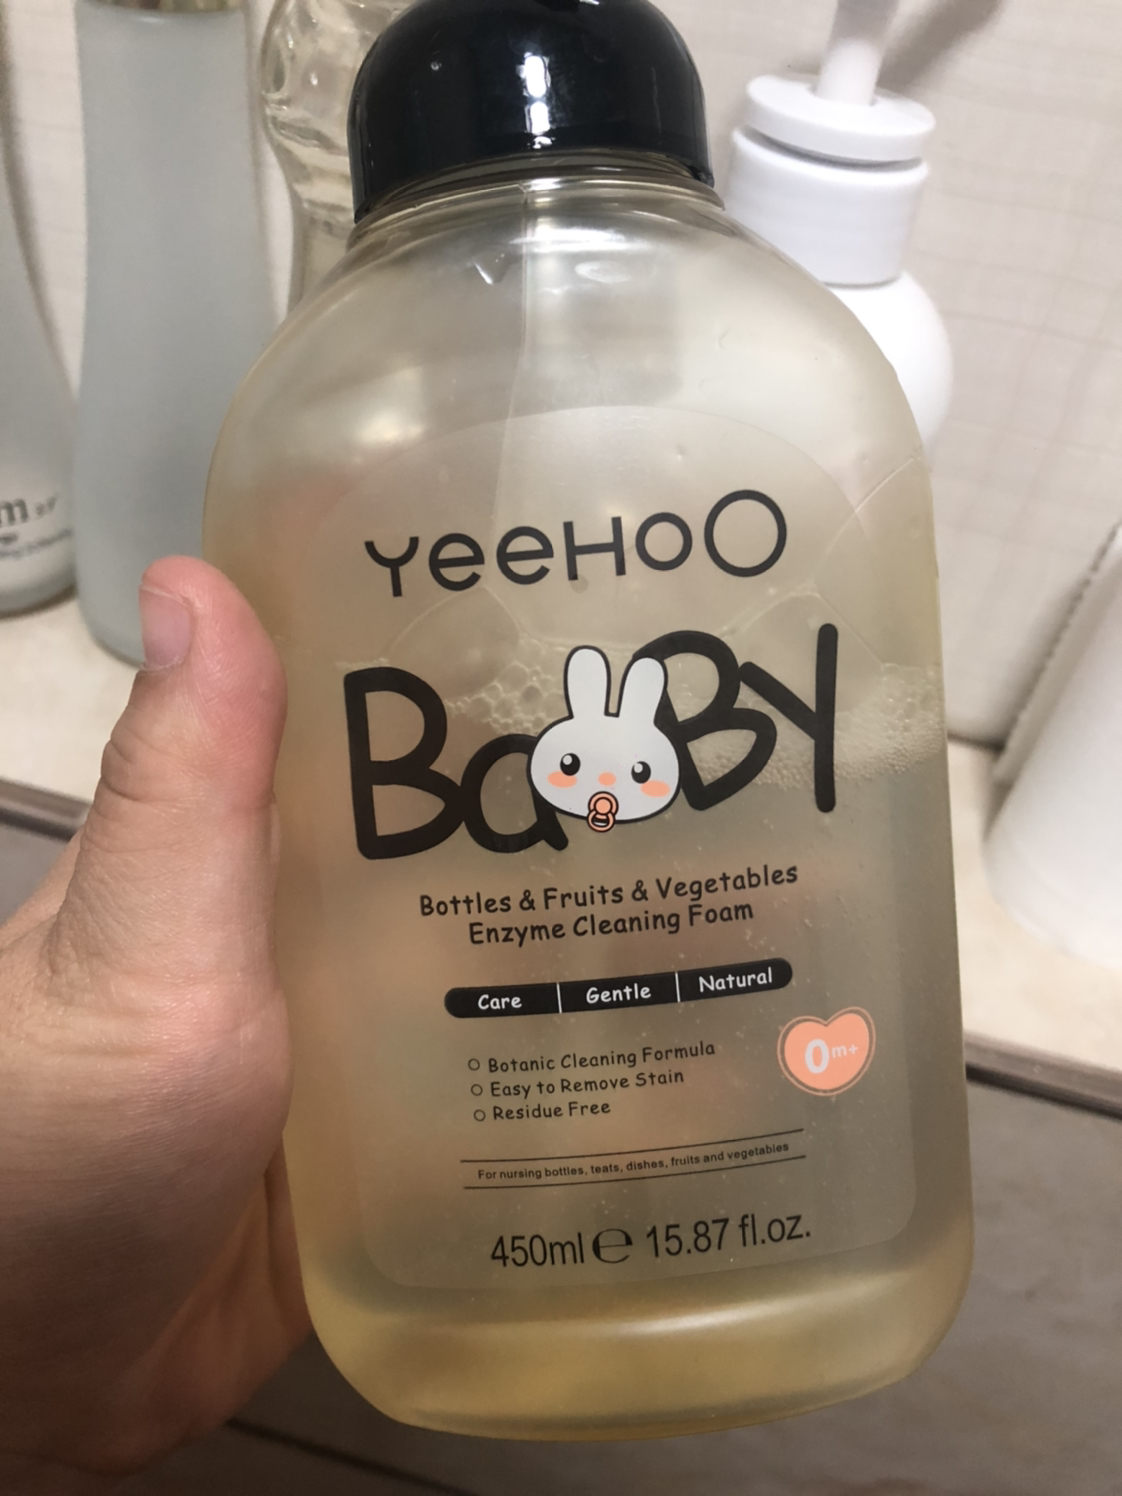 YeeHoO
BaBy
Bottles & Fruits & Vegetables
Enzyme Cleaning Foam
Care | Gentle | Natural
Botanic Cleaning Formula
Easy to Remove Stain
Residue Free
0m+
For nursing bottles, teats, dishes, fruits and vegetables
450ml ℮ 15.87 fl.oz.